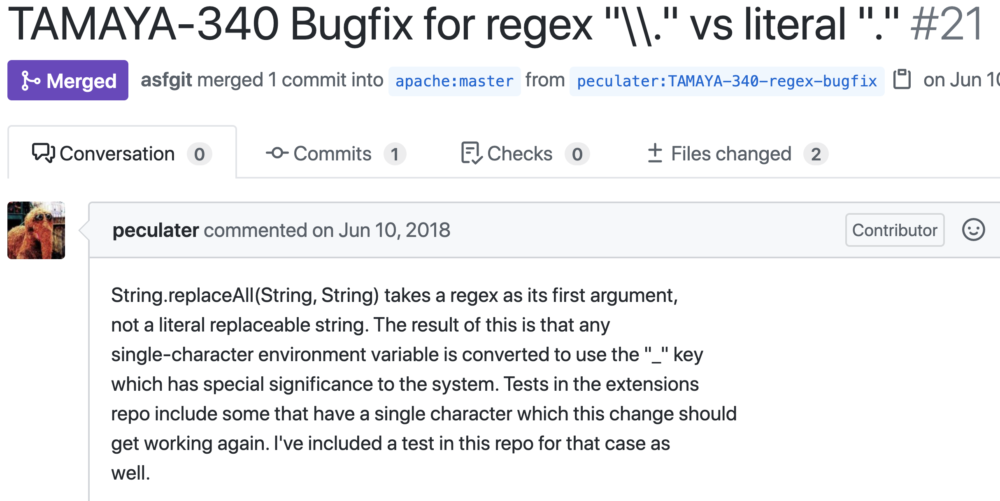 TAMAYA-340 Bugfix for regex "\\." vs literal "." #21
Merged asfgit merged 1 commit into apache:master from peculater:TAMAYA-340-regex-bugfix on Jun 10
Conversation 0 Commits 1 Checks 0 Files changed 2
peculater commented on Jun 10, 2018 Contributor
String.replaceAll(String, String) takes a regex as its first argument,
not a literal replaceable string. The result of this is that any
single-character environment variable is converted to use the "_" key
which has special significance to the system. Tests in the extensions
repo include some that have a single character which this change should
get working again. I've included a test in this repo for that case as
well.